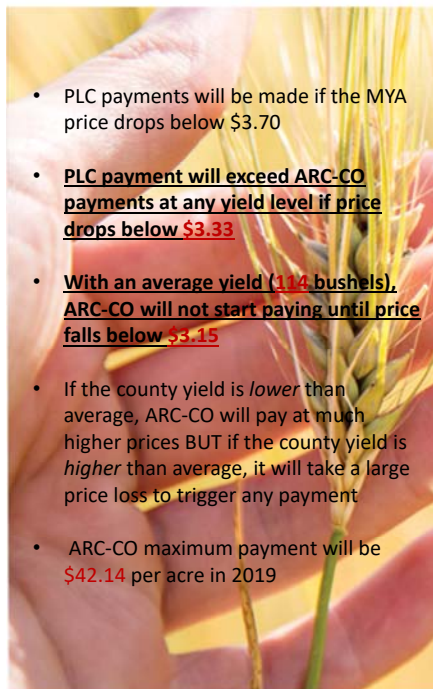 • PLC payments will be made if the MYA
price drops below $3.70
• PLC payment will exceed ARC-CO
payments at any yield level if price
drops below $3.33
• With an average yield (114 bushels),
ARC-CO will not start paying until price
falls below $3.15
• If the county yield is lower than
average, ARC-CO will pay at much
higher prices BUT if the county yield is
higher than average, it will take a large
price loss to trigger any payment
• ARC-CO maximum payment will be
$42.14 per acre in 2019